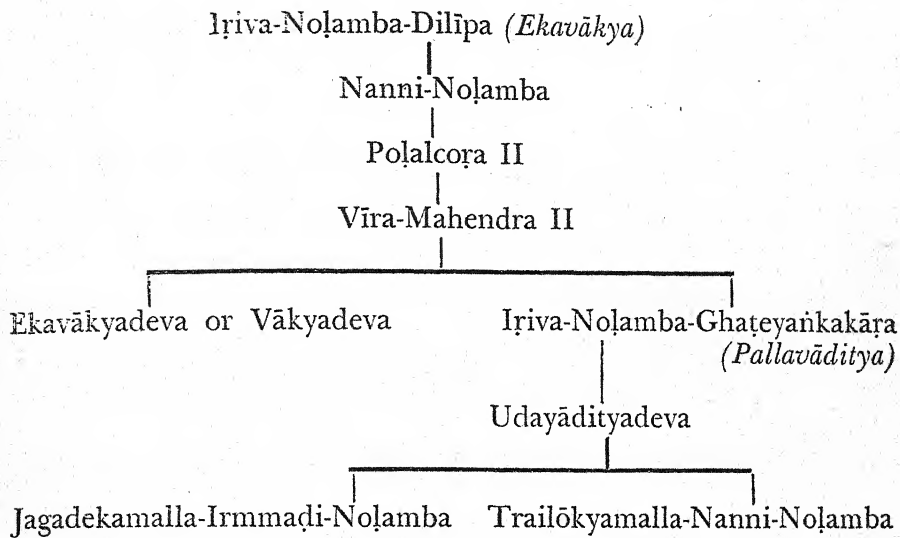 Iṛiva-Noḷamba-Dilīpa (Ekavākya)
Nanni-Noḷamba
Poḷalcoṛa II
Vīra-Mahendra II
Ekavākyadeva or Vākyadeva Iṛiva-Noḷamba-Ghaṭeyaṅkakāṛa
(Pallavāditya)
Udayādityadeva
Jagadekamalla-Irmmaḍi-Noḷamba Trailōkyamalla-Nanni-Noḷamba